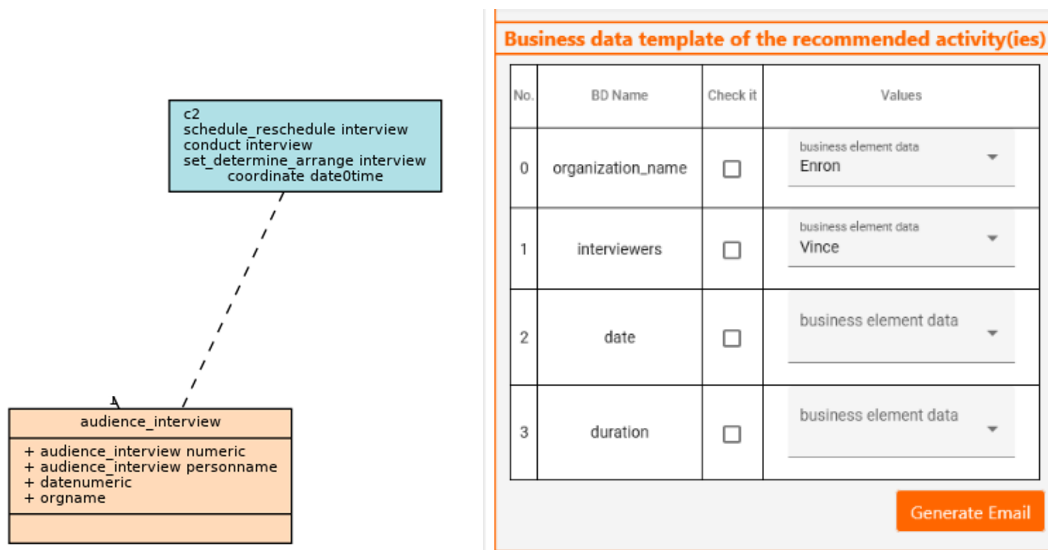 c2
schedule_reschedule interview
conduct interview
set_determine_arrange interview
coordinate date0time
audience_interview
+ audience_interview numeric
+ audience_interview personname
+ datenumeric
+ orgname
Business data template of the recommended activity(ies)
No. BD Name Check it Values
0 organization_name business element data Enron
1 interviewers business element data Vince
2 date business element data
3 duration business element data
Generate Email